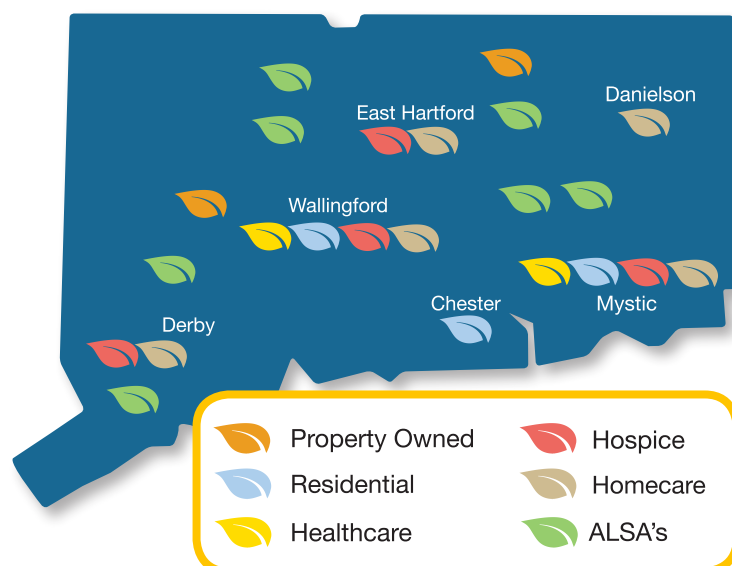 Danielson
East Hartford
Wallingford
Chester
Mystic
Derby
Property Owned
Hospice
Residential
Homecare
Healthcare
ALSA's